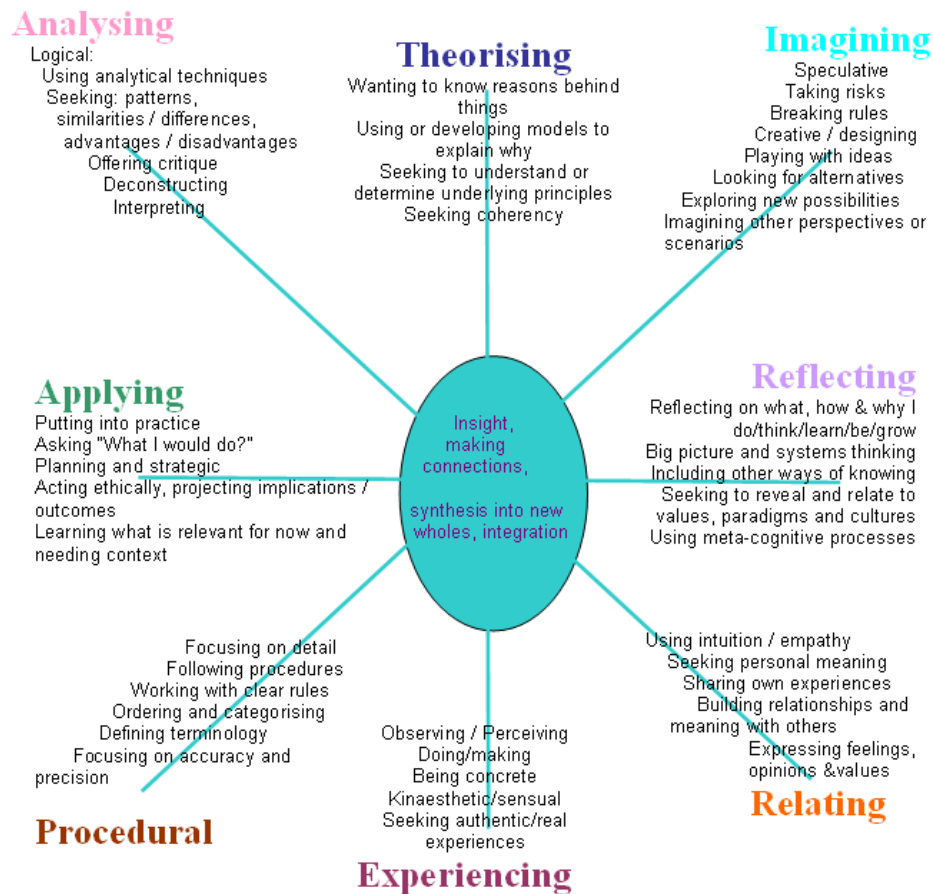 Analysing
Logical:
Using analytical techniques
Seeking: patterns,
similarities / differences,
advantages / disadvantages
Offering critique
Deconstructing
Interpreting
Theorising
Wanting to know reasons behind
things
Using or developing models to
explain why
Seeking to understand or
determine underlying principles
Seeking coherency
Imagining
Speculative
Taking risks
Breaking rules
Creative / designing
Playing with ideas
Looking for alternatives
Exploring new possibilities
Imagining other perspectives or
scenarios
Applying
Putting into practice
Asking "What I would do?"
Planning and strategic
Acting ethically, projecting implications /
outcomes
Learning what is relevant for now and
needing context
Insight,
making
connections,
synthesis into new
wholes, integration
Reflecting
Reflecting on what, how & why I
do/think/learn/be/grow
Big picture and systems thinking
Including other ways of knowing
Seeking to reveal and relate to
values, paradigms and cultures
Using meta-cognitive processes
Focusing on detail
Following procedures
Working with clear rules
Ordering and categorising
Defining terminology
Focusing on accuracy and
precision
Procedural
Observing / Perceiving
Doing/making
Being concrete
Kinaesthetic/sensual
Seeking authentic/real
experiences
Experiencing
Using intuition / empathy
Seeking personal meaning
Sharing own experiences
Building relationships and
meaning with others
Expressing feelings,
opinions &values
Relating